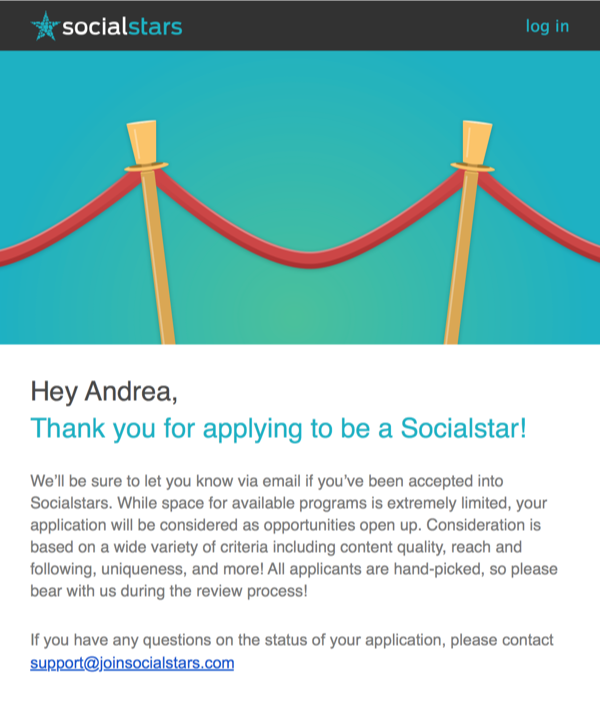 socialstars
log in
Hey Andrea,
Thank you for applying to be a Socialstar!
We’ll be sure to let you know via email if you’ve been accepted into
Socialstars. While space for available programs is extremely limited, your
application will be considered as opportunities open up. Consideration is
based on a wide variety of criteria including content quality, reach and
following, uniqueness, and more! All applicants are hand-picked, so please
bear with us during the review process!
If you have any questions on the status of your application, please contact
support@joinsocialstars.com